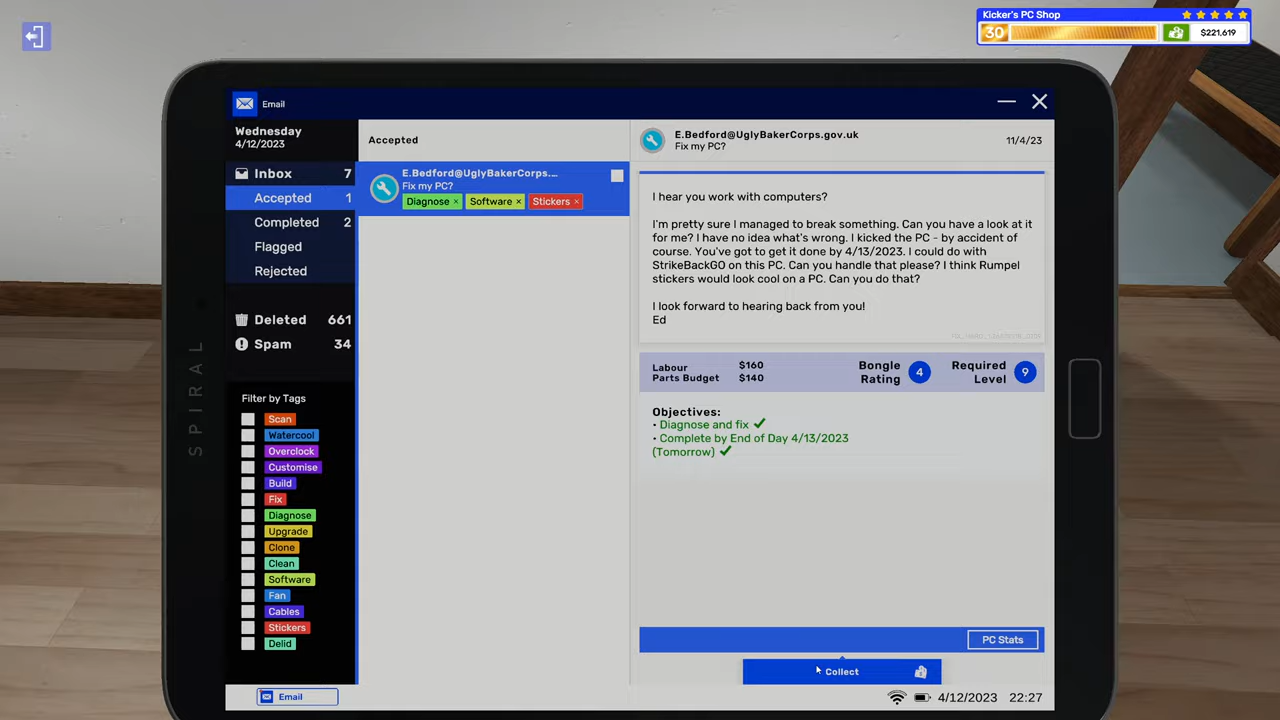 Kicker's PC Shop
30
$221,619
Email
Wednesday
4/12/2023
Inbox 7
Accepted 1
Completed 2
Flagged
Rejected
Deleted 661
Spam 34
Filter by Tags
Scan
Watercool
Overclock
Customise
Build
Fix
Diagnose
Upgrade
Clone
Clean
Software
Fan
Cables
Stickers
Delid
Accepted
E.Bedford@UglyBakerCorps....
Fix my PC?
Diagnose × Software × Stickers ×
E.Bedford@UglyBakerCorps.gov.uk
Fix my PC?
11/4/23
I hear you work with computers?
I'm pretty sure I managed to break something. Can you have a look at it
for me? I have no idea what's wrong. I kicked the PC - by accident of
course. You've got to get it done by 4/13/2023. I could do with
StrikeBackGO on this PC. Can you handle that please? I think Rumpel
stickers would look cool on a PC. Can you do that?
I look forward to hearing back from you!
Ed
Labour $160
Parts Budget $140
Bongle
Rating 4
Required
Level 9
Objectives:
• Diagnose and fix ✓
• Complete by End of Day 4/13/2023
(Tomorrow) ✓
PC Stats
Collect
SPIRAL
Email
4/12/2023 22:27